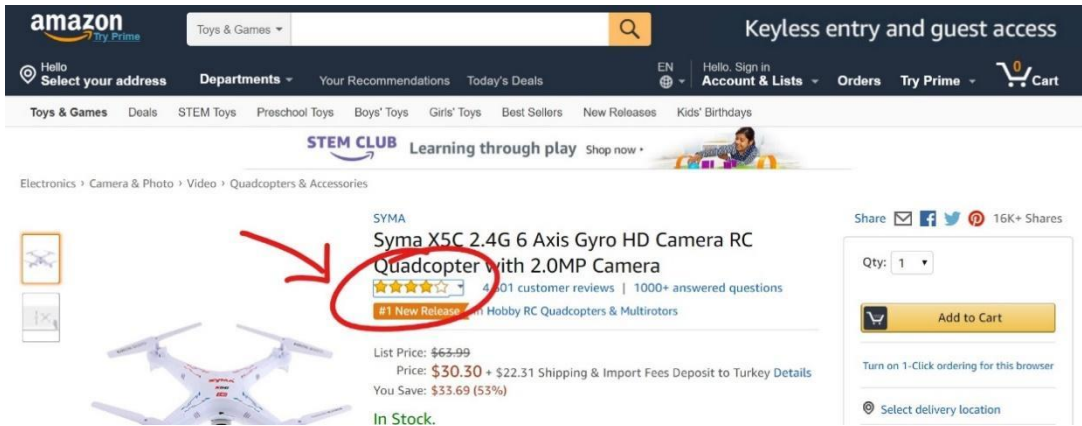 amazon
Try Prime
Toys & Games
Keyless entry and guest access
Hello
Select your address
Departments
Your Recommendations
Today's Deals
EN
Hello. Sign in
Account & Lists
Orders
Try Prime
0
Cart
Toys & Games Deals STEM Toys Preschool Toys Boys' Toys Girls' Toys Best Sellers New Releases Kids' Birthdays
STEM CLUB Learning through play Shop now ›
Electronics › Camera & Photo › Video › Quadcopters & Accessories
SYMA
Syma X5C 2.4G 6 Axis Gyro HD Camera RC
Quadcopter with 2.0MP Camera
customer reviews | 1000+ answered questions
#1 New Release in Hobby RC Quadcopters & Multirotors
List Price: $63.99
Price: $30.30 + $22.31 Shipping & Import Fees Deposit to Turkey Details
You Save: $33.69 (53%)
In Stock.
Share 16K+ Shares
Qty: 1
Add to Cart
Turn on 1-Click ordering for this browser
Select delivery location